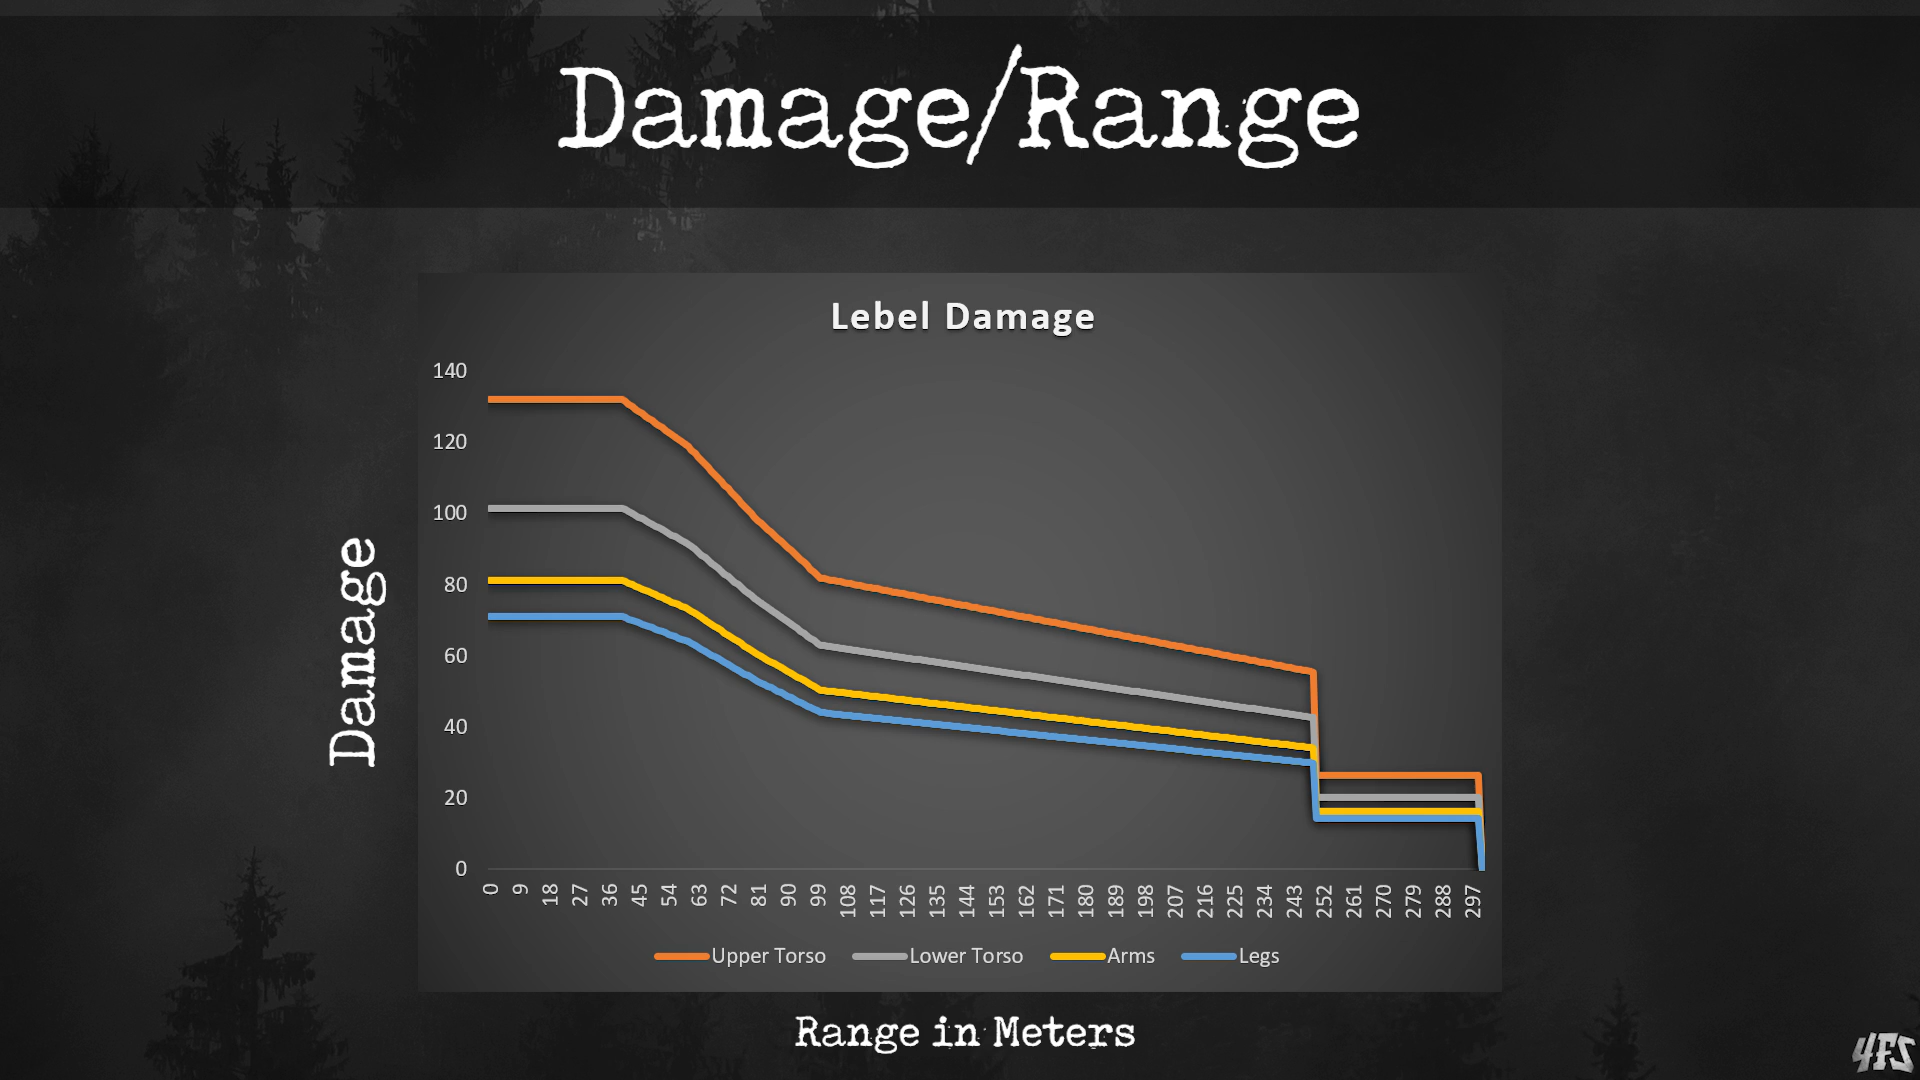 Damage/Range
Lebel Damage
140
120
100
80
60
40
20
0
Damage
0 9 18 27 36 45 54 63 72 81 90 99 108 117 126 135 144 153 162 171 180 189 198 207 216 225 234 243 252 261 270 279 288 297
Upper Torso Lower Torso Arms Legs
Range in Meters
4FS